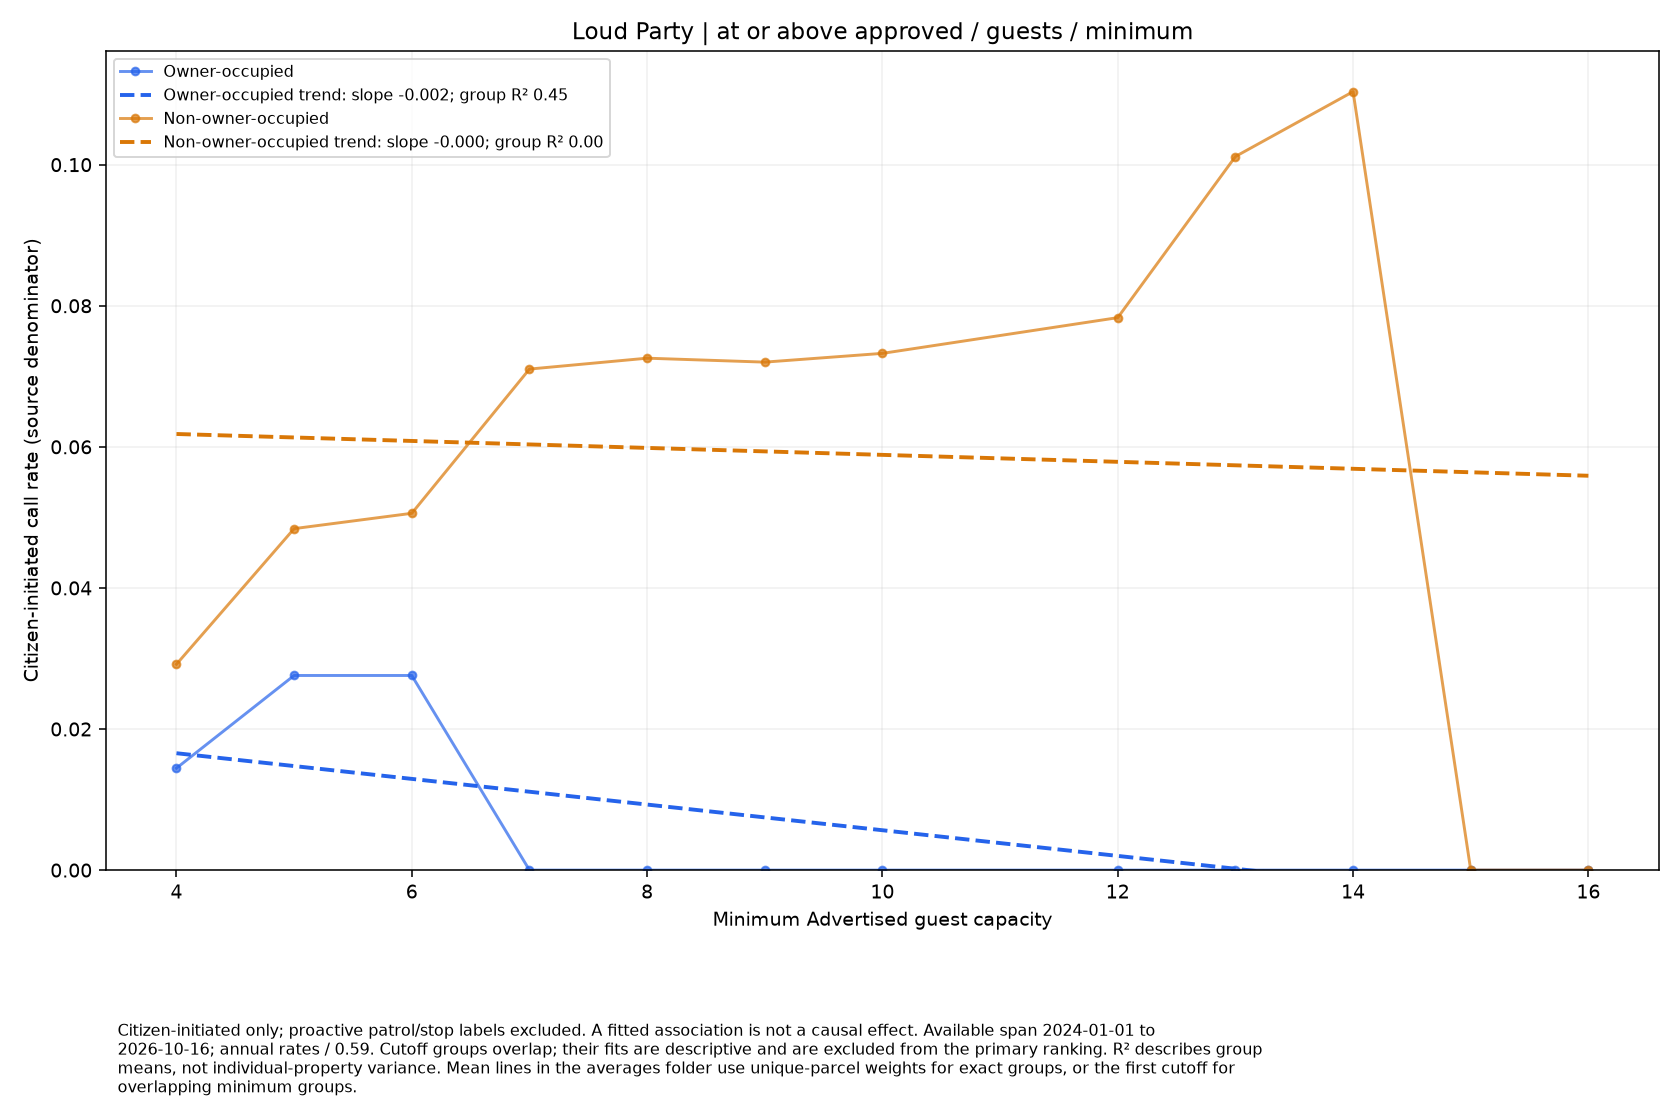 Loud Party | at or above approved / guests / minimum
Owner-occupied
Owner-occupied trend: slope -0.002; group R² 0.45
Non-owner-occupied
Non-owner-occupied trend: slope -0.000; group R² 0.00
Citizen-initiated call rate (source denominator)
0.10
0.08
0.06
0.04
0.02
0.00
4 6 8 10 12 14 16
Minimum Advertised guest capacity
Citizen-initiated only; proactive patrol/stop labels excluded. A fitted association is not a causal effect. Available span 2024-01-01 to
2026-10-16; annual rates / 0.59. Cutoff groups overlap; their fits are descriptive and are excluded from the primary ranking. R² describes group
means, not individual-property variance. Mean lines in the averages folder use unique-parcel weights for exact groups, or the first cutoff for
overlapping minimum groups.